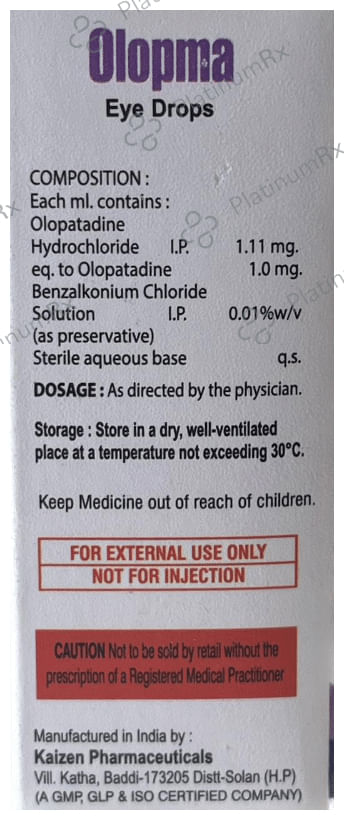 Olopma
Eye Drops
COMPOSITION :
Each ml. contains :
Olopatadine
Hydrochloride I.P. 1.11 mg.
eq. to Olopatadine 1.0 mg.
Benzalkonium Chloride
Solution I.P. 0.01%w/v
(as preservative)
Sterile aqueous base q.s.
DOSAGE : As directed by the physician.
Storage : Store in a dry, well-ventilated
place at a temperature not exceeding 30°C.
Keep Medicine out of reach of children.
FOR EXTERNAL USE ONLY
NOT FOR INJECTION
CAUTION Not to be sold by retail without the
prescription of a Registered Medical Practitioner
Manufactured in India by :
Kaizen Pharmaceuticals
Vill. Katha, Baddi-173205 Distt-Solan (H.P)
(A GMP, GLP & ISO CERTIFIED COMPANY)
PlatinumRx
PlatinumRx